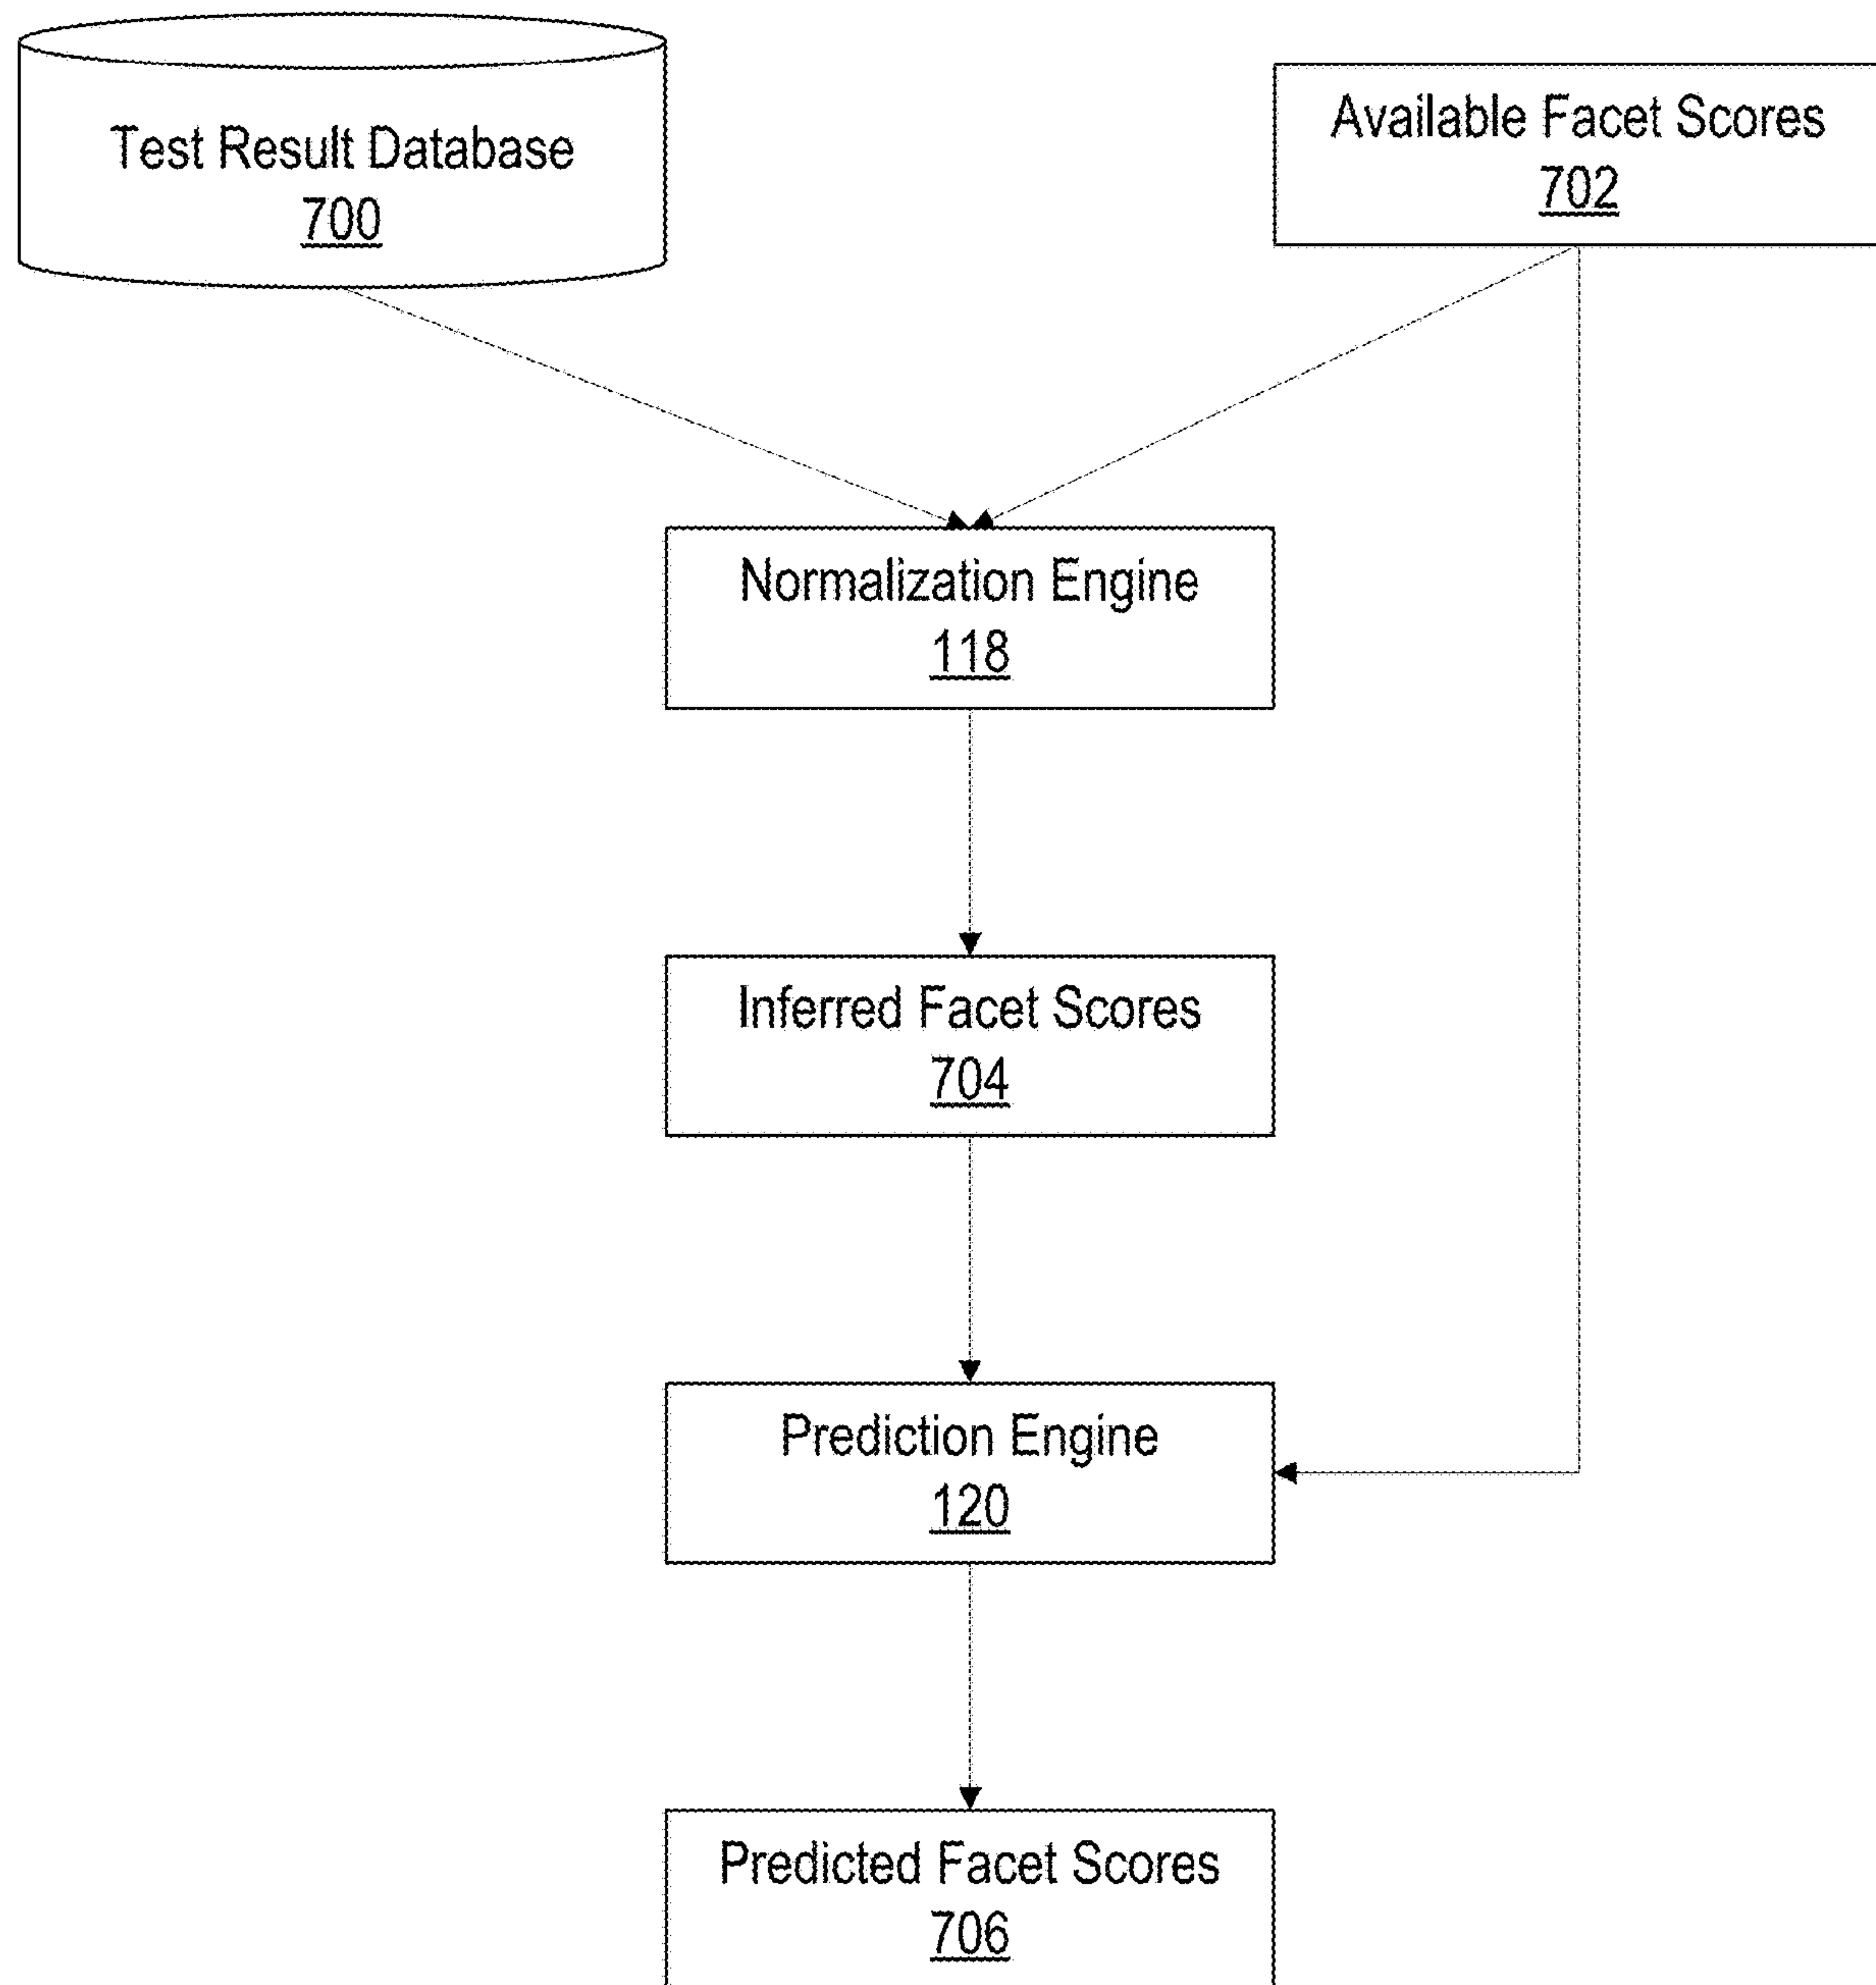 Test Result Database
700
Available Facet Scores
702
Normalization Engine
118
Inferred Facet Scores
704
Prediction Engine
120
Predicted Facet Scores
706